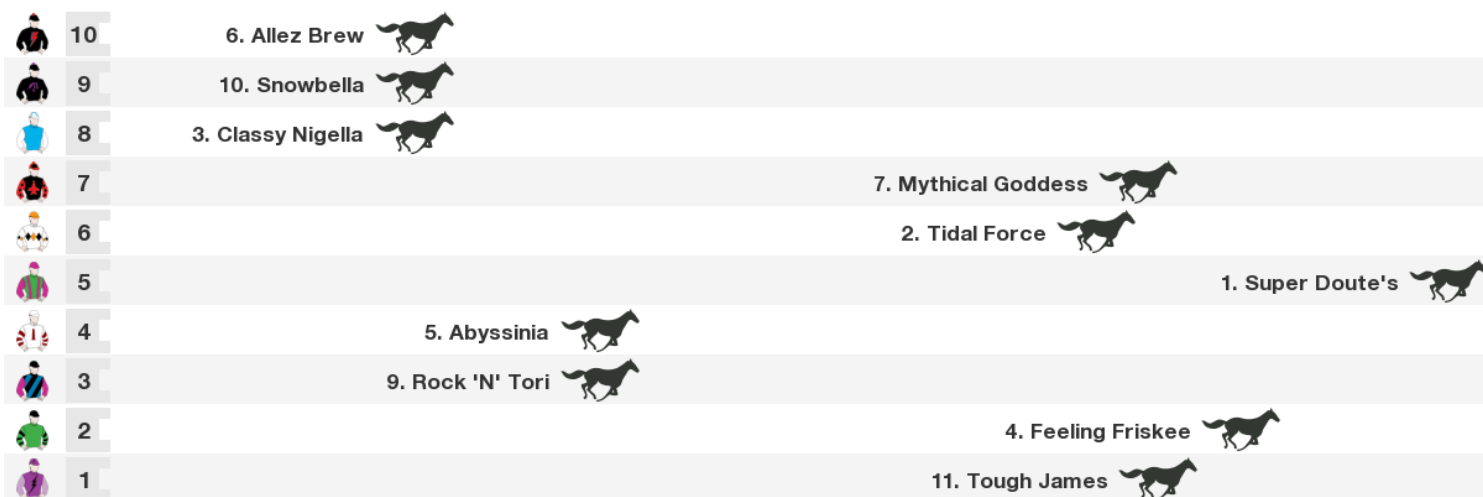 10 6. Allez Brew
9 10. Snowbella
8 3. Classy Nigella
7 7. Mythical Goddess
6 2. Tidal Force
5 1. Super Doute's
4 5. Abyssinia
3 9. Rock 'N' Tori
2 4. Feeling Friskee
1 11. Tough James